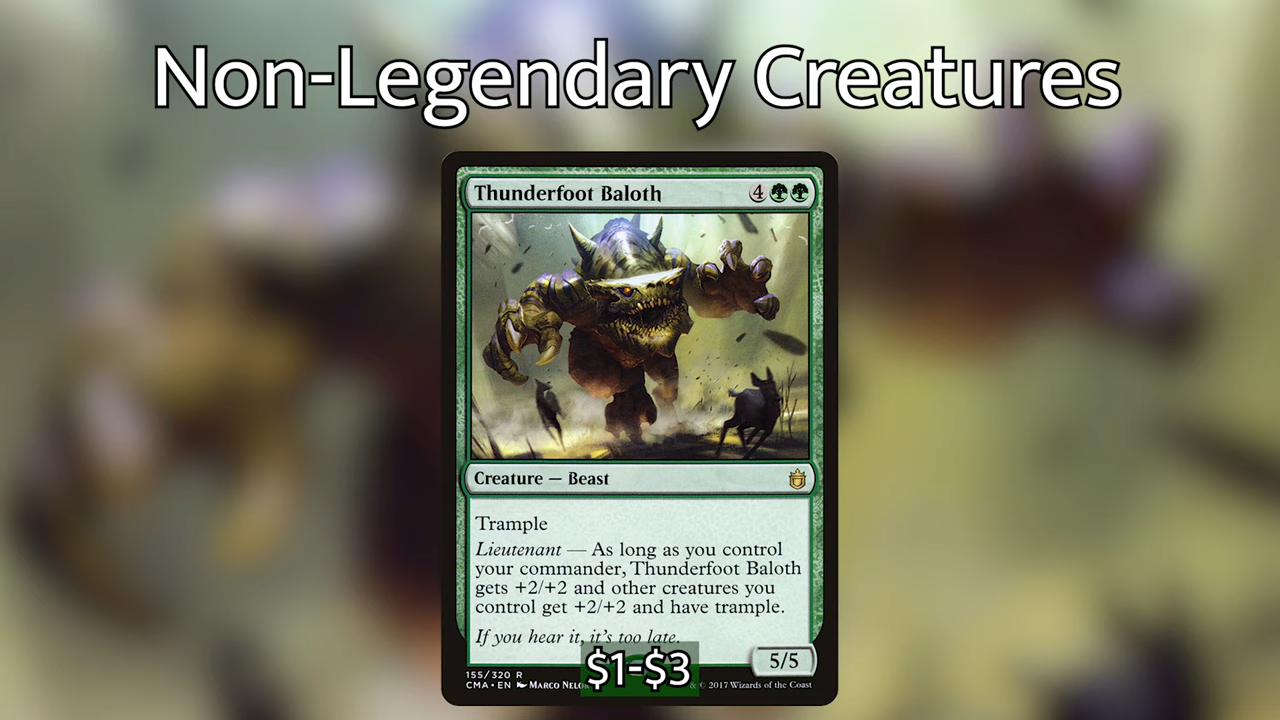 Non-Legendary Creatures
Thunderfoot Baloth 4
Creature — Beast
Trample
Lieutenant — As long as you control
your commander, Thunderfoot Baloth
gets +2/+2 and other creatures you
control get +2/+2 and have trample.
If you hear it, it's too late.
$1-$3
5/5
155/320 R
CMA • EN MARCO NELOR © 2017 Wizards of the Coast